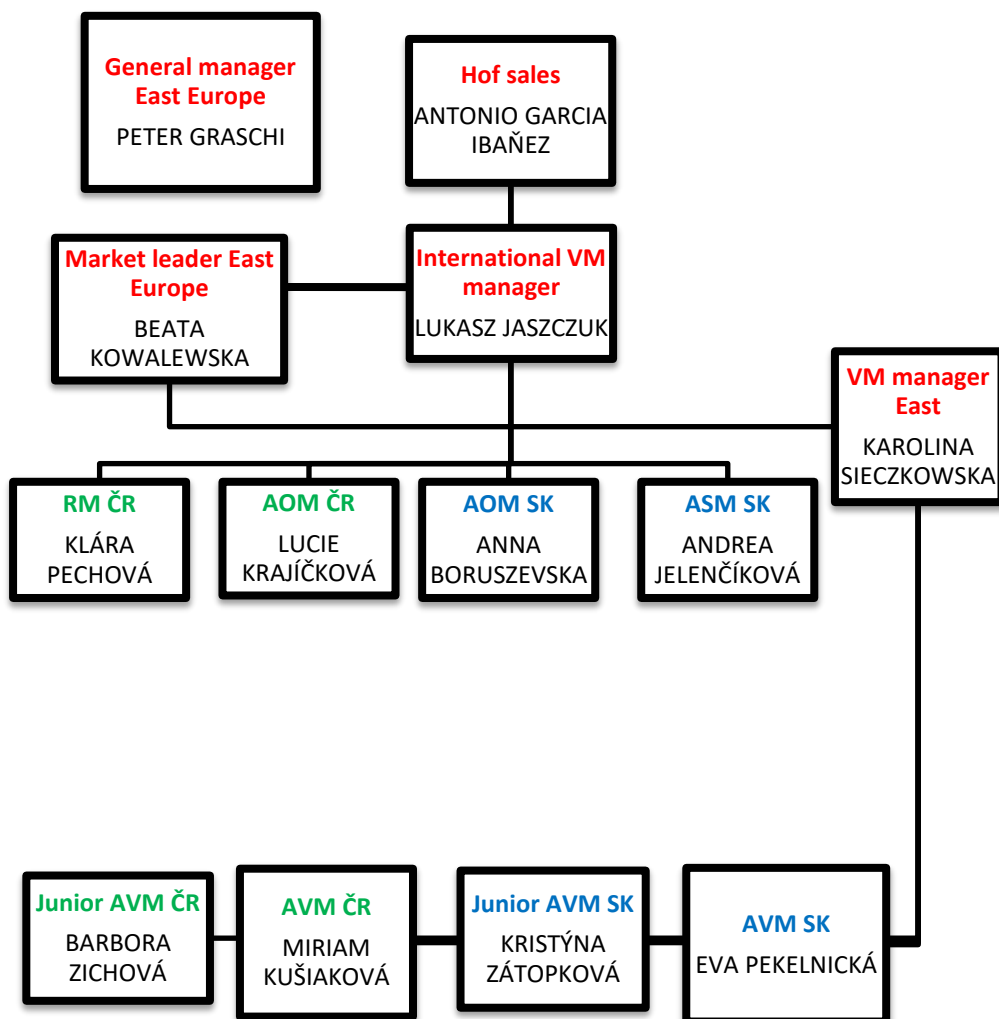 General manager
East Europe
PETER GRASCHI
Hof sales
ANTONIO GARCIA
IBAŇEZ
Market leader East
Europe
BEATA
KOWALEWSKA
International VM
manager
LUKASZ JASZCZUK
VM manager
East
KAROLINA
SIECZKOWSKA
RM ČR
KLÁRA
PECHOVÁ
AOM ČR
LUCIE
KRAJÍČKOVÁ
AOM SK
ANNA
BORUSZEVSKA
ASM SK
ANDREA
JELENČÍKOVÁ
Junior AVM ČR
BARBORA
ZICHOVÁ
AVM ČR
MIRIAM
KUŠIAKOVÁ
Junior AVM SK
KRISTÝNA
ZÁTOPKOVÁ
AVM SK
EVA PEKELNICKÁ